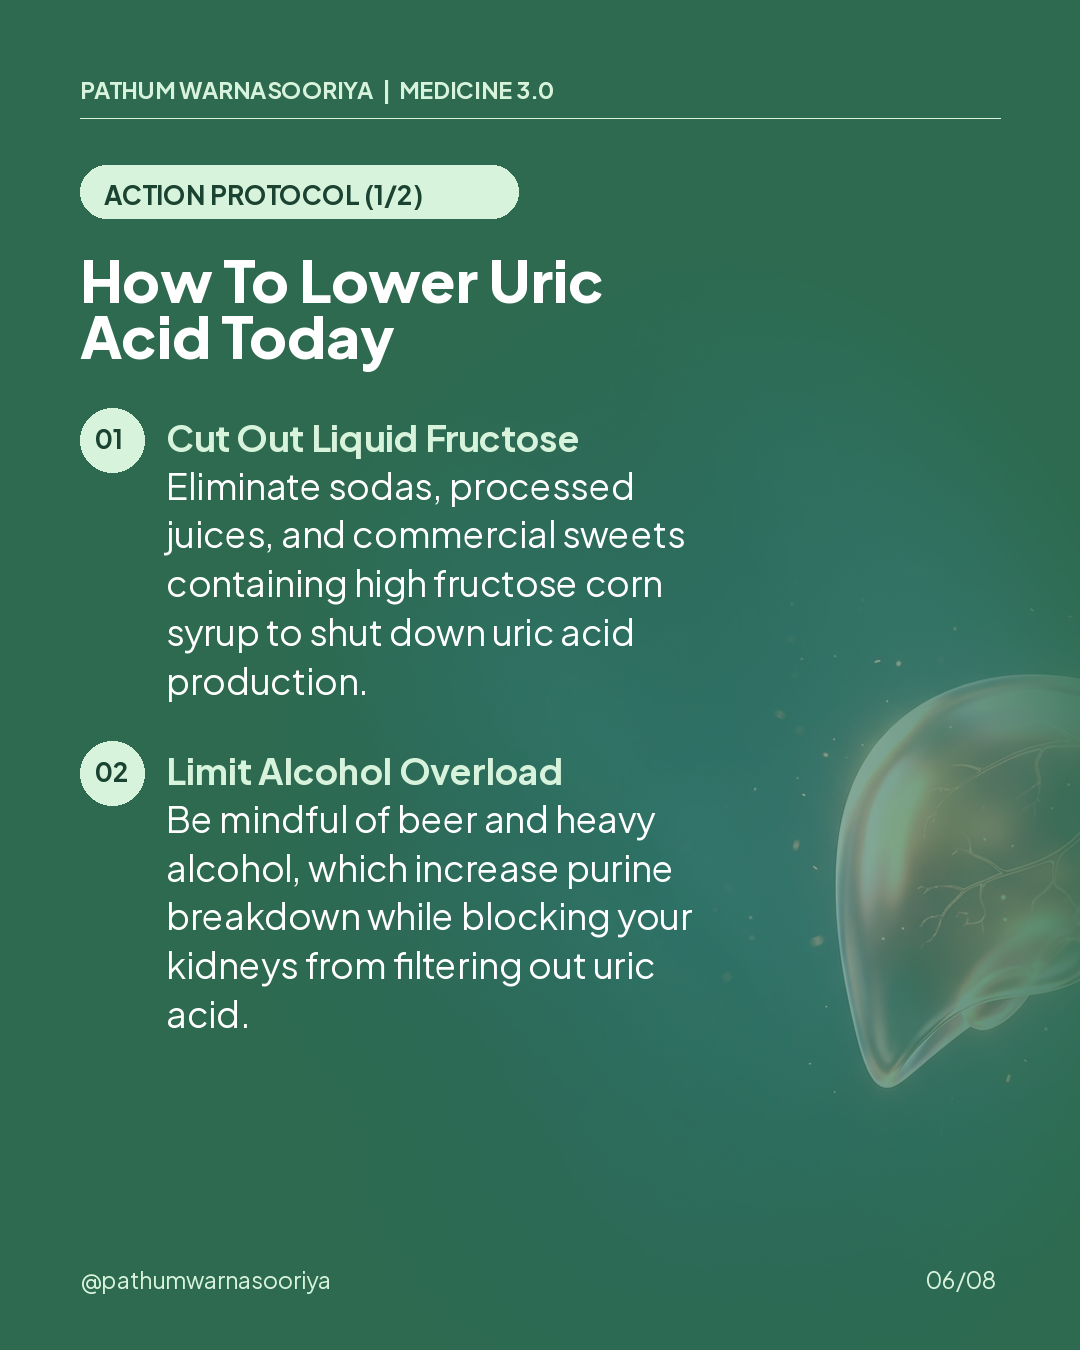 PATHUM WARNASOORIYA | MEDICINE 3.0
ACTION PROTOCOL (1/2)
How To Lower Uric
Acid Today
01
Cut Out Liquid Fructose
Eliminate sodas, processed
juices, and commercial sweets
containing high fructose corn
syrup to shut down uric acid
production.
02
Limit Alcohol Overload
Be mindful of beer and heavy
alcohol, which increase purine
breakdown while blocking your
kidneys from filtering out uric
acid.
@pathumwarnasooriya
06/08